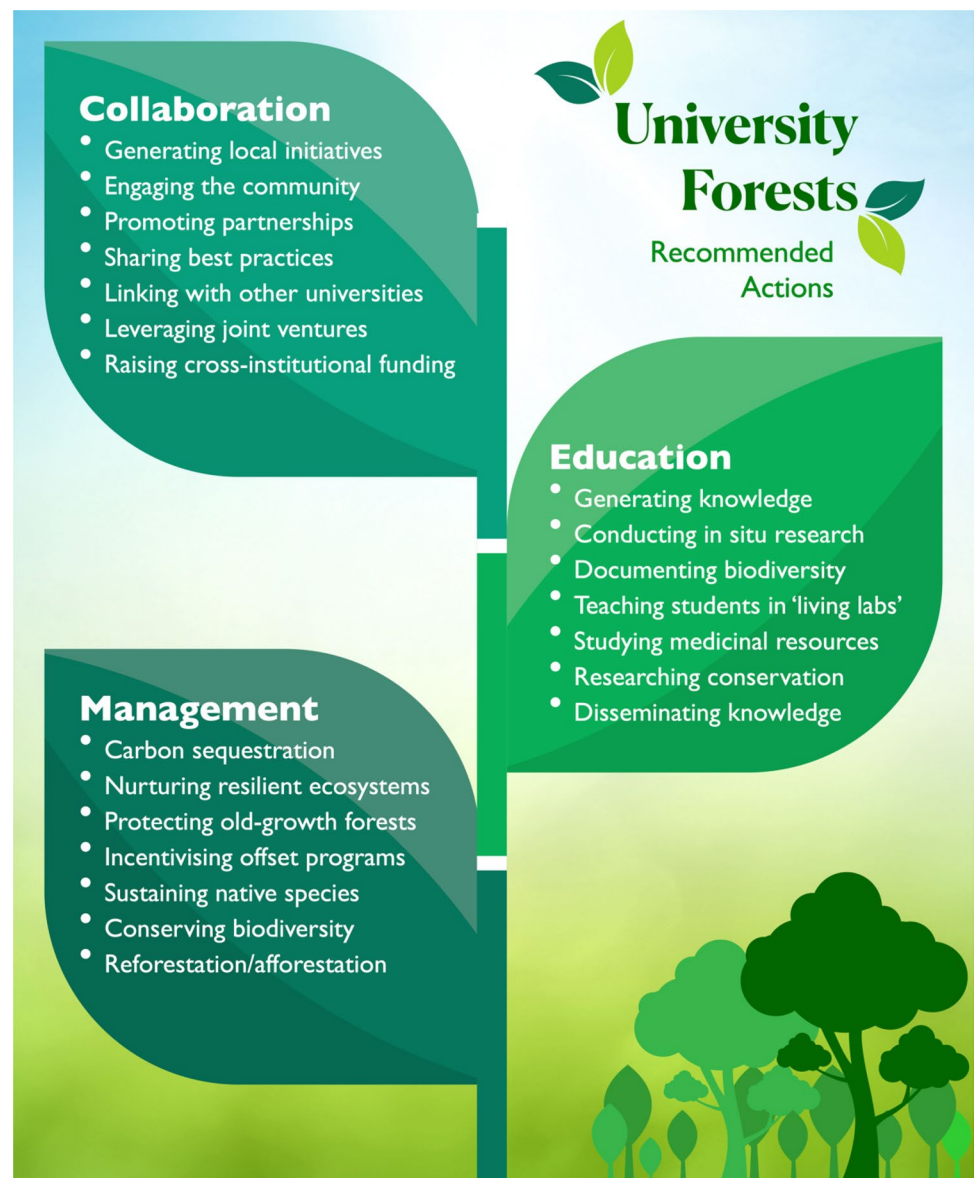 University
Forests
Recommended
Actions
Collaboration
• Generating local initiatives
• Engaging the community
• Promoting partnerships
• Sharing best practices
• Linking with other universities
• Leveraging joint ventures
• Raising cross-institutional funding
Education
• Generating knowledge
• Conducting in situ research
• Documenting biodiversity
• Teaching students in ‘living labs’
• Studying medicinal resources
• Researching conservation
• Disseminating knowledge
Management
• Carbon sequestration
• Nurturing resilient ecosystems
• Protecting old-growth forests
• Incentivising offset programs
• Sustaining native species
• Conserving biodiversity
• Reforestation/afforestation